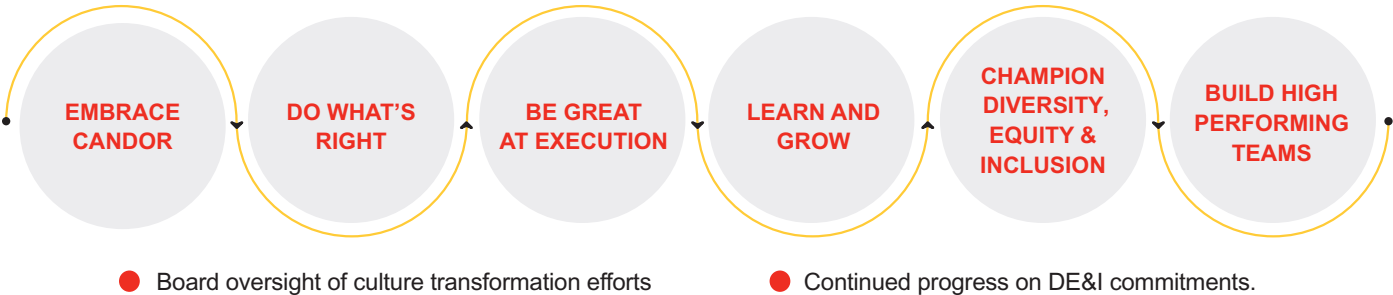 EMBRACE
CANDOR
DO WHAT'S
RIGHT
BE GREAT
AT EXECUTION
LEARN AND
GROW
CHAMPION
DIVERSITY,
EQUITY &
INCLUSION
BUILD HIGH
PERFORMING
TEAMS
Board oversight of culture transformation efforts
Continued progress on DE&I commitments.